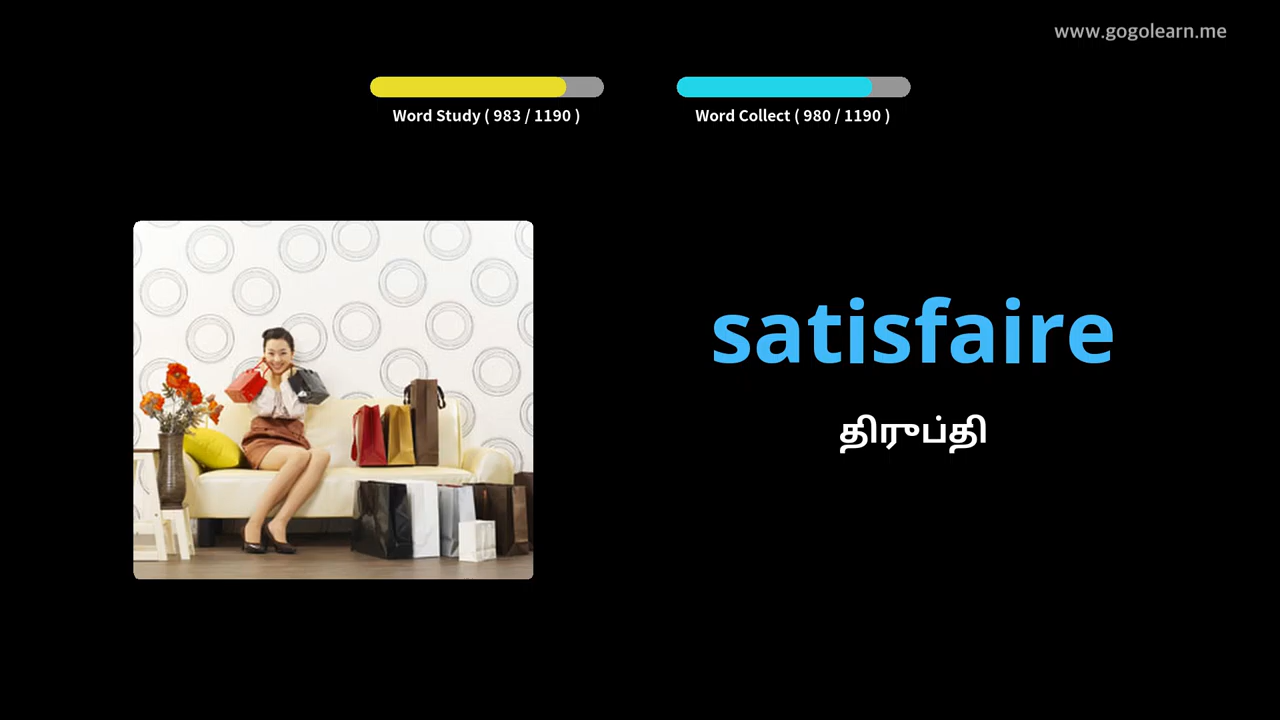 www.gogolearn.me
Word Study ( 983 / 1190 )
Word Collect ( 980 / 1190 )
satisfaire
திருப்தி